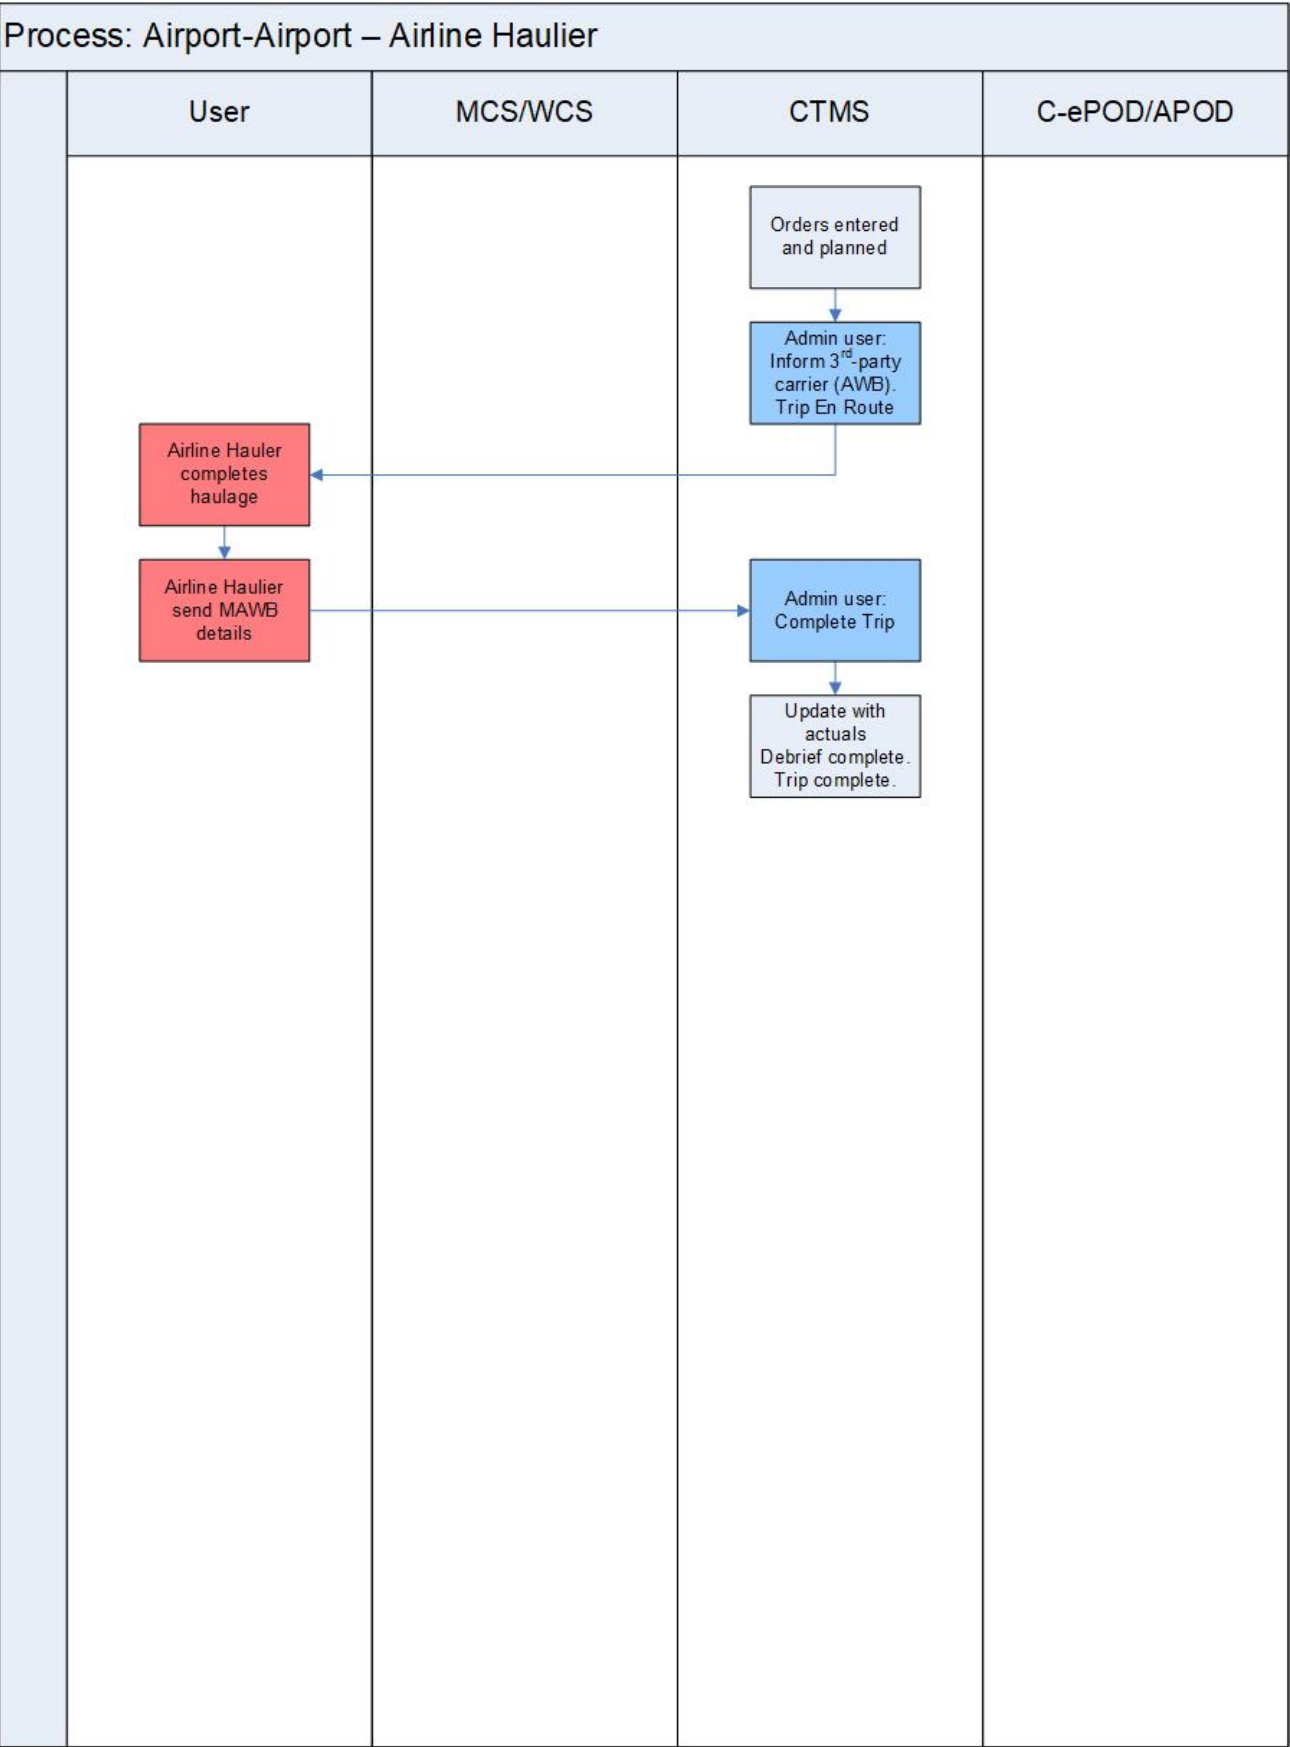 Process: Airport-Airport – Airline Haulier
User
MCS/WCS
CTMS
C-ePOD/APOD
Orders entered
and planned
Admin user:
Inform 3rd-party
carrier (AWB).
Trip En Route
Airline Hauler
completes
haulage
Airline Haulier
send MAWB
details
Admin user:
Complete Trip
Update with
actuals
Debrief complete.
Trip complete.